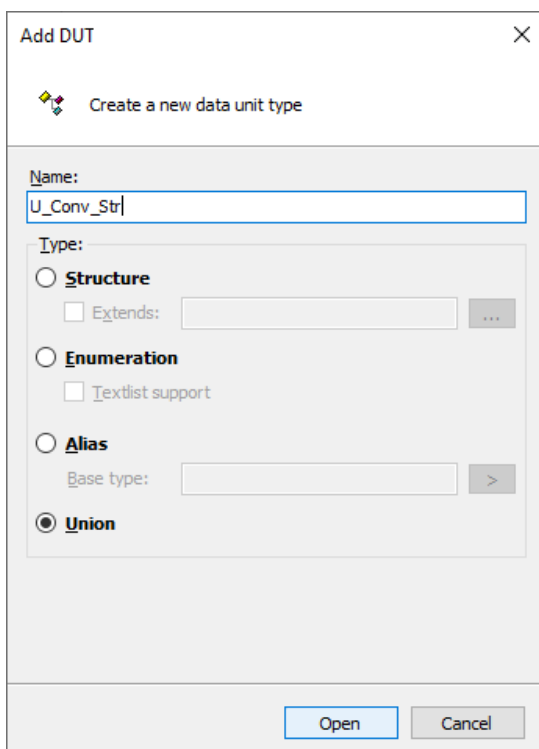 Add DUT
Create a new data unit type
Name:
U_Conv_Str
Type:
Structure
Extends:
...
Enumeration
Textlist support
Alias
Base type:
>
Union
Open
Cancel